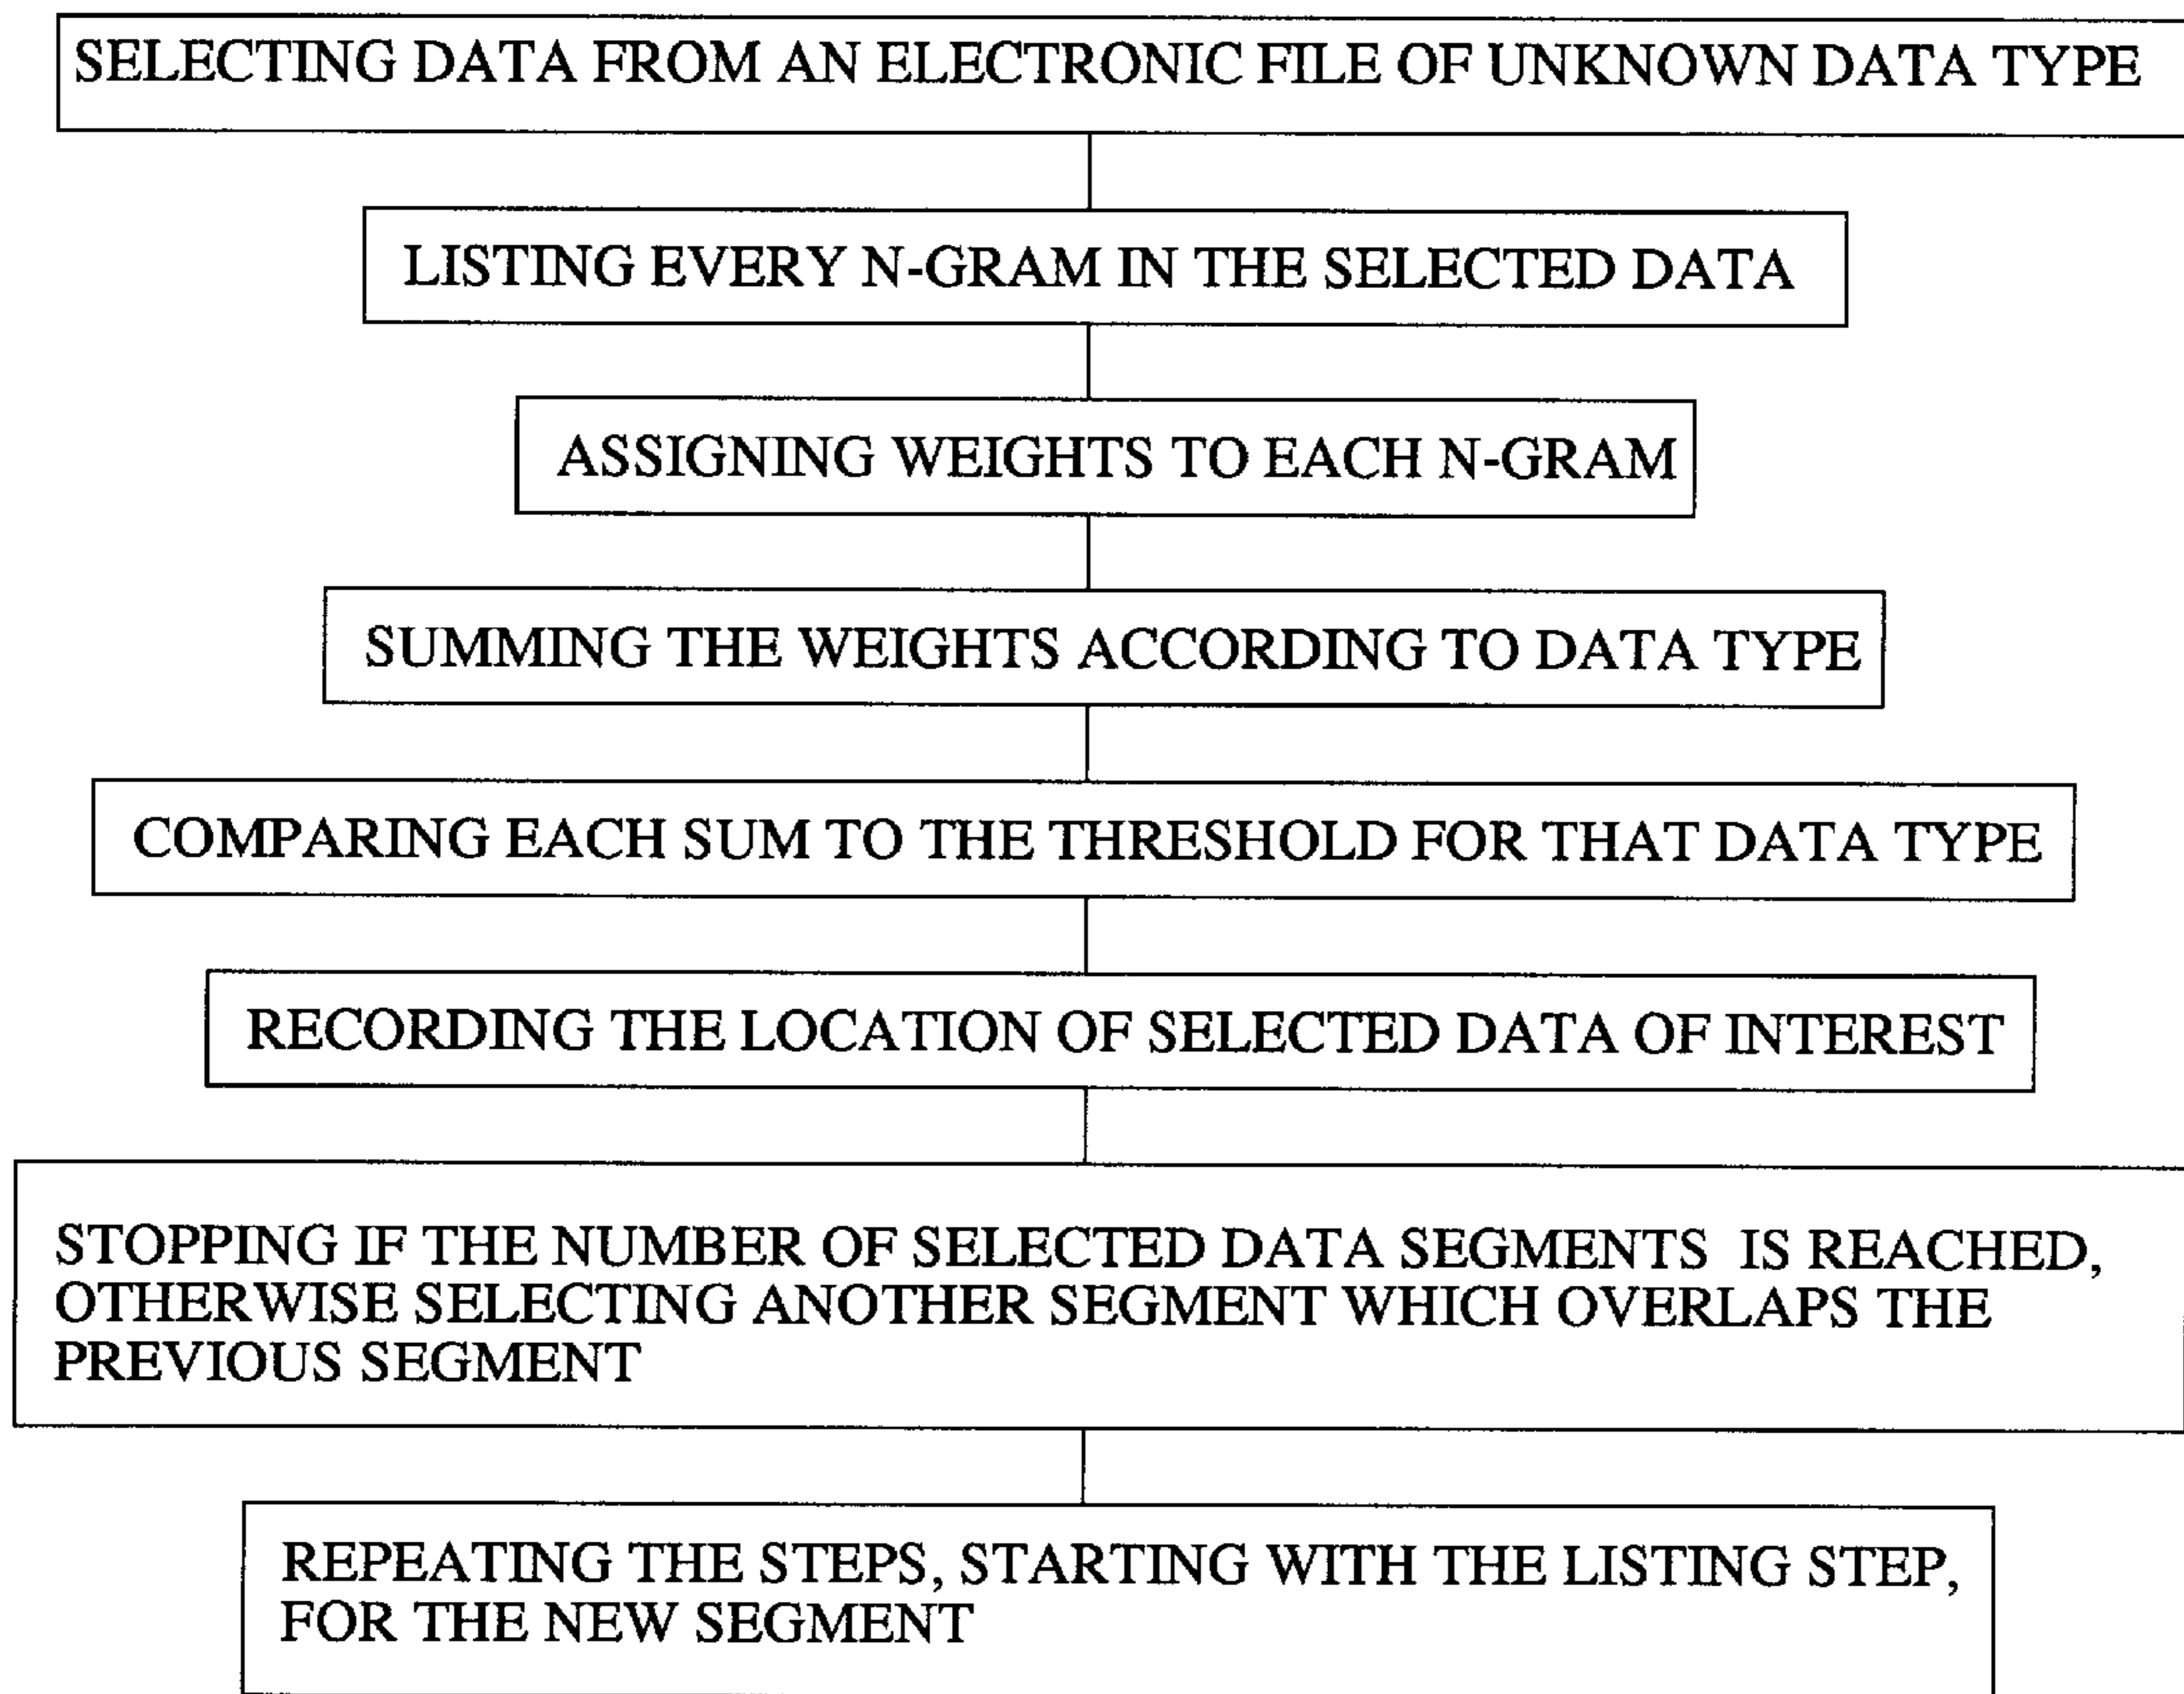 SELECTING DATA FROM AN ELECTRONIC FILE OF UNKNOWN DATA TYPE
LISTING EVERY N-GRAM IN THE SELECTED DATA
ASSIGNING WEIGHTS TO EACH N-GRAM
SUMMING THE WEIGHTS ACCORDING TO DATA TYPE
COMPARING EACH SUM TO THE THRESHOLD FOR THAT DATA TYPE
RECORDING THE LOCATION OF SELECTED DATA OF INTEREST
STOPPING IF THE NUMBER OF SELECTED DATA SEGMENTS IS REACHED,
OTHERWISE SELECTING ANOTHER SEGMENT WHICH OVERLAPS THE
PREVIOUS SEGMENT
REPEATING THE STEPS, STARTING WITH THE LISTING STEP,
FOR THE NEW SEGMENT